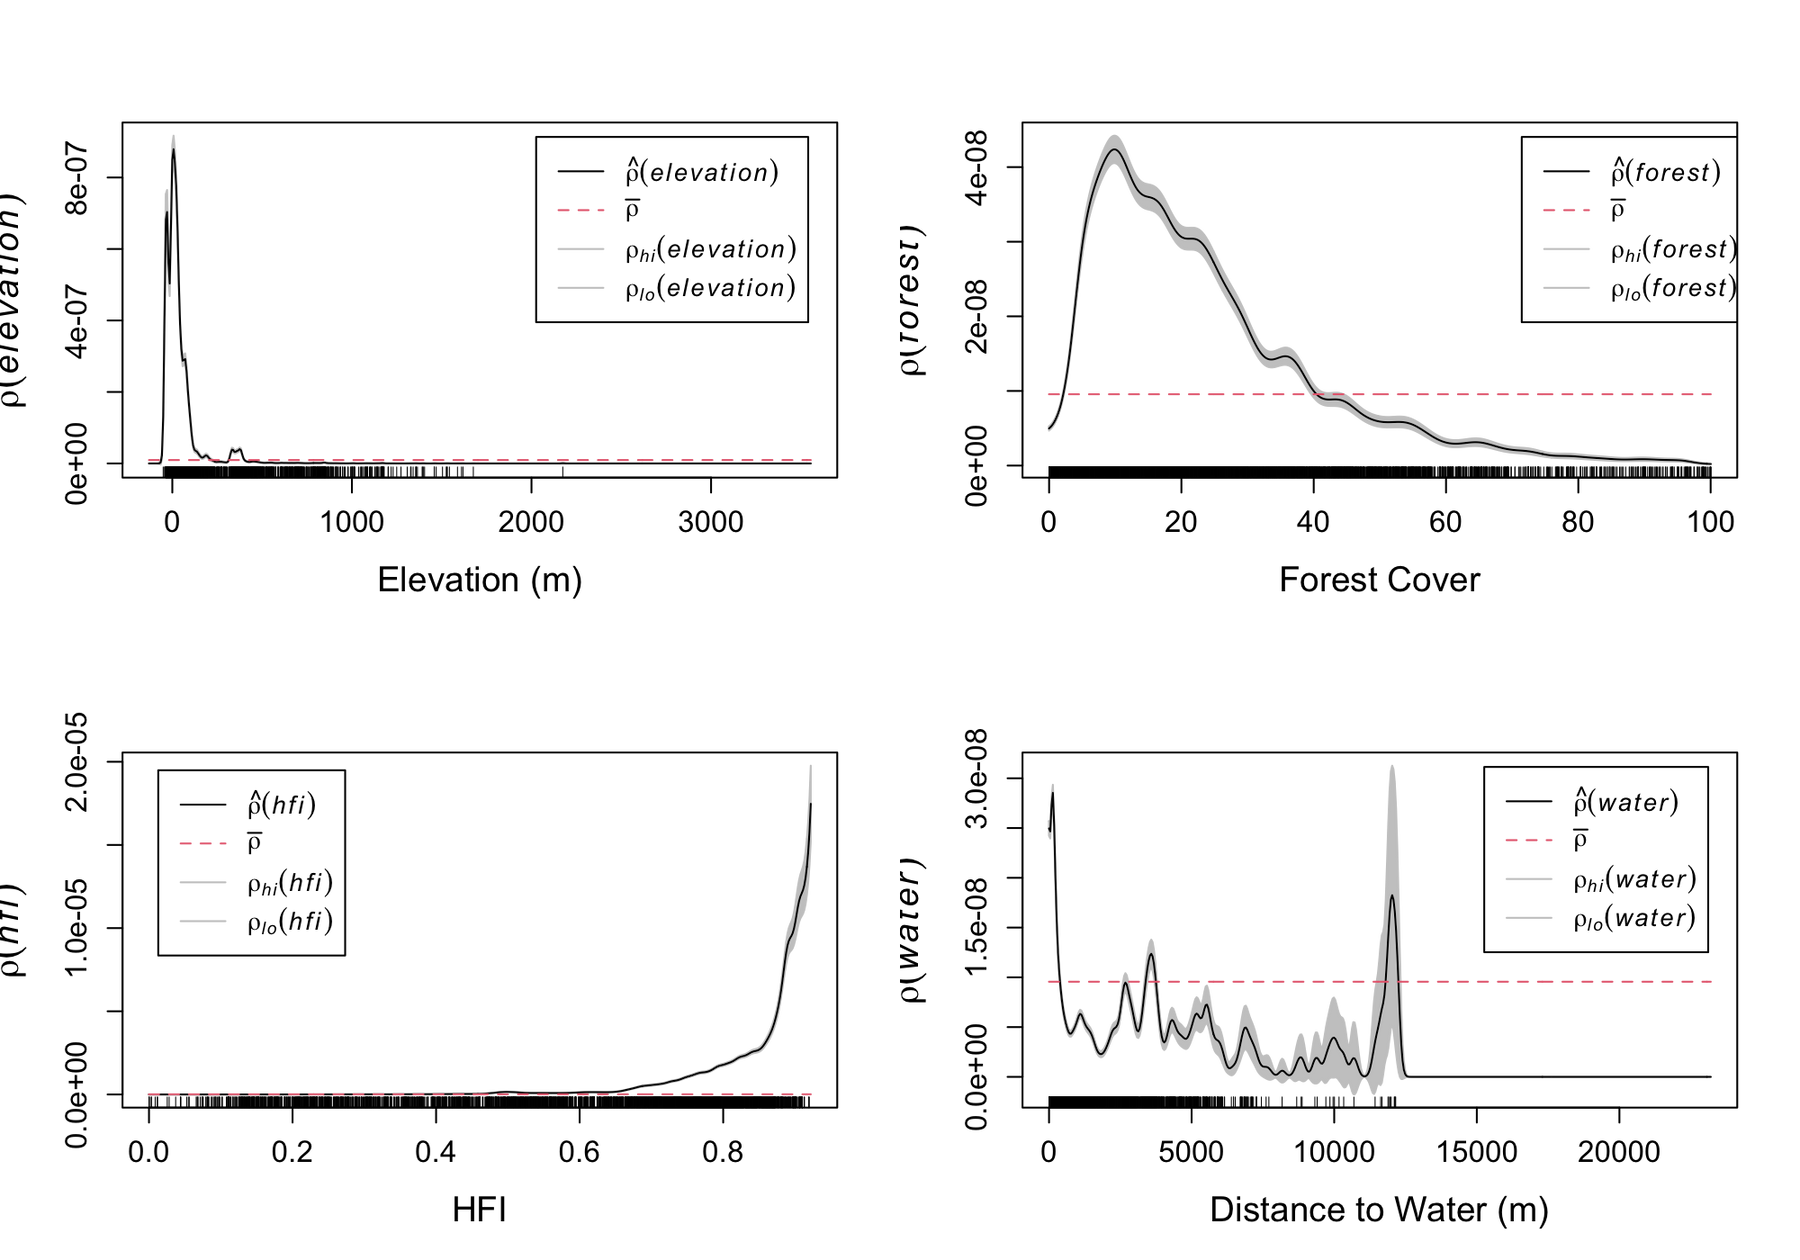 ρ(elevation)
0e+00 4e-07 8e-07
ρ̂(elevation)
ρ̄
ρhi(elevation)
ρlo(elevation)
0 1000 2000 3000
Elevation (m)
ρ(forest)
0e+00 2e-08 4e-08
ρ̂(forest)
ρ̄
ρhi(forest)
ρlo(forest)
0 20 40 60 80 100
Forest Cover
ρ(hfi)
0.0e+00 1.0e-05 2.0e-05
ρ̂(hfi)
ρ̄
ρhi(hfi)
ρlo(hfi)
0.0 0.2 0.4 0.6 0.8
HFI
ρ(water)
0.0e+00 1.5e-08 3.0e-08
ρ̂(water)
ρ̄
ρhi(water)
ρlo(water)
0 5000 10000 15000 20000
Distance to Water (m)